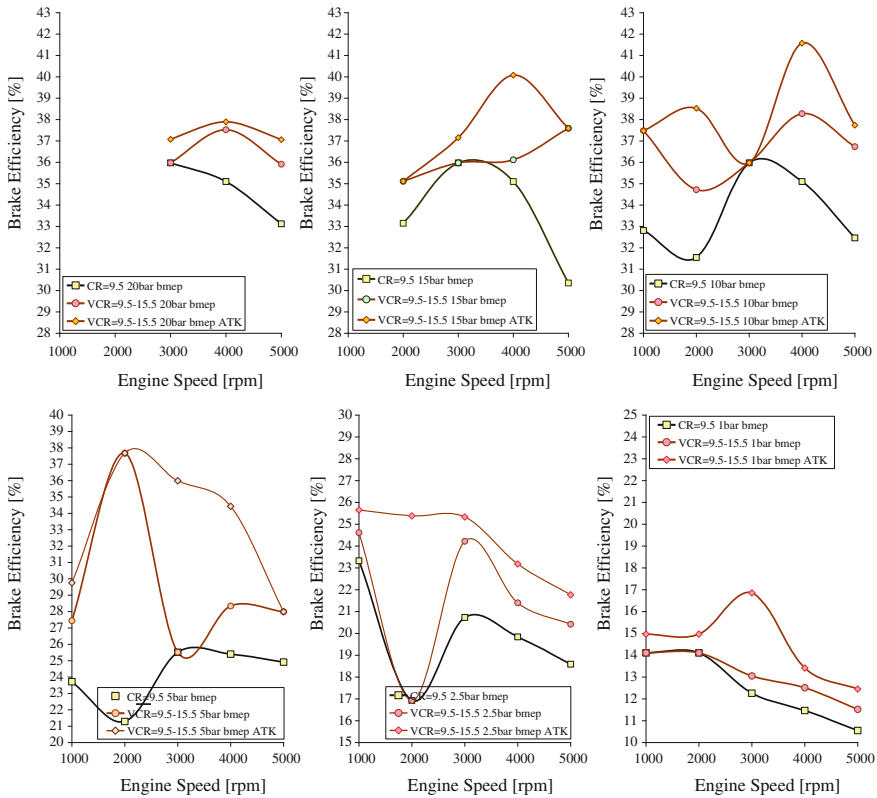 Brake Efficiency [%]
43
42
41
40
39
38
37
36
35
34
33
32
31
30
29
28
CR=9.5 20bar bmep
VCR=9.5-15.5 20bar bmep
VCR=9.5-15.5 20bar bmep ATK
1000 2000 3000 4000 5000
Engine Speed [rpm]
Brake Efficiency [%]
43
42
41
40
39
38
37
36
35
34
33
32
31
30
29
28
CR=9.5 15bar bmep
VCR=9.5-15.5 15bar bmep
VCR=9.5-15.5 15bar bmep ATK
1000 2000 3000 4000 5000
Engine Speed [rpm]
Brake Efficiency [%]
43
42
41
40
39
38
37
36
35
34
33
32
31
30
29
28
CR=9.5 10bar bmep
VCR=9.5-15.5 10bar bmep
VCR=9.5-15.5 10bar bmep ATK
1000 2000 3000 4000 5000
Engine Speed [rpm]
Brake Efficiency [%]
40
39
38
37
36
35
34
33
32
31
30
29
28
27
26
25
24
23
22
21
20
CR=9.5 5bar bmep
VCR=9.5-15.5 5bar bmep
VCR=9.5-15.5 5bar bmep ATK
1000 2000 3000 4000 5000
Engine Speed [rpm]
Brake Efficiency [%]
30
29
28
27
26
25
24
23
22
21
20
19
18
17
16
15
CR=9.5 2.5bar bmep
VCR=9.5-15.5 2.5bar bmep
VCR=9.5-15.5 2.5bar bmep ATK
1000 2000 3000 4000 5000
Engine Speed [rpm]
Brake Efficiency [%]
25
24
23
22
21
20
19
18
17
16
15
14
13
12
11
10
CR=9.5 1bar bmep
VCR=9.5-15.5 1bar bmep
VCR=9.5-15.5 1bar bmep ATK
1000 2000 3000 4000 5000
Engine Speed [rpm]